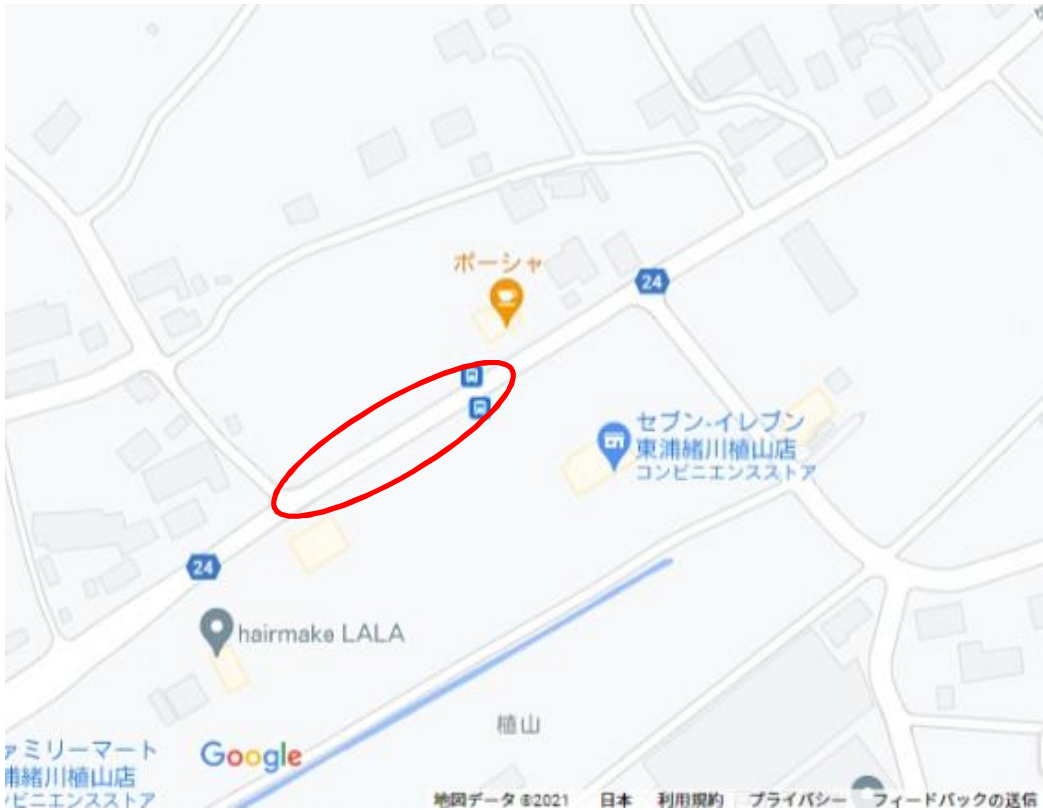 ポーシャ
24
セブン-イレブン
東浦緒川植山店
コンビニエンスストア
24
hairmake LALA
植山
ァミリーマート
浦緒川植山店
ビニエンスストア
Google
地図データ ©2021 日本 利用規約 プライバシー フィードバックの送信